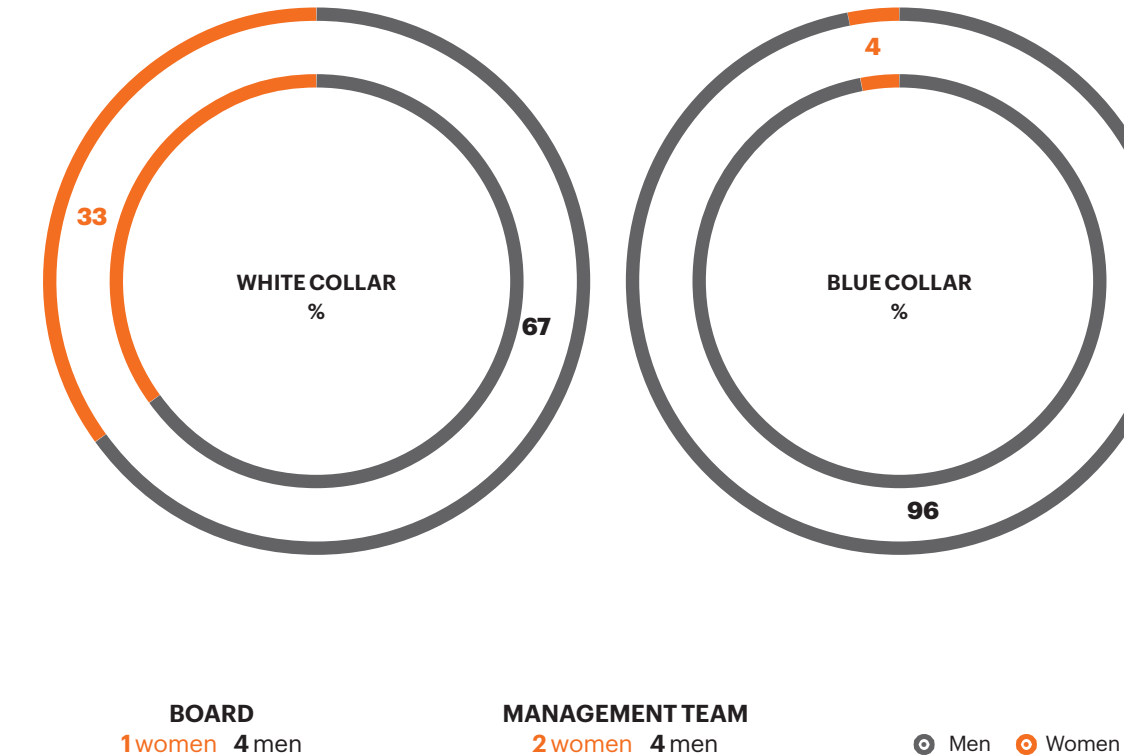 4
33
WHITE COLLAR
%
67
BLUE COLLAR
%
96
BOARD
1 women 4 men
MANAGEMENT TEAM
2 women 4 men
Men Women